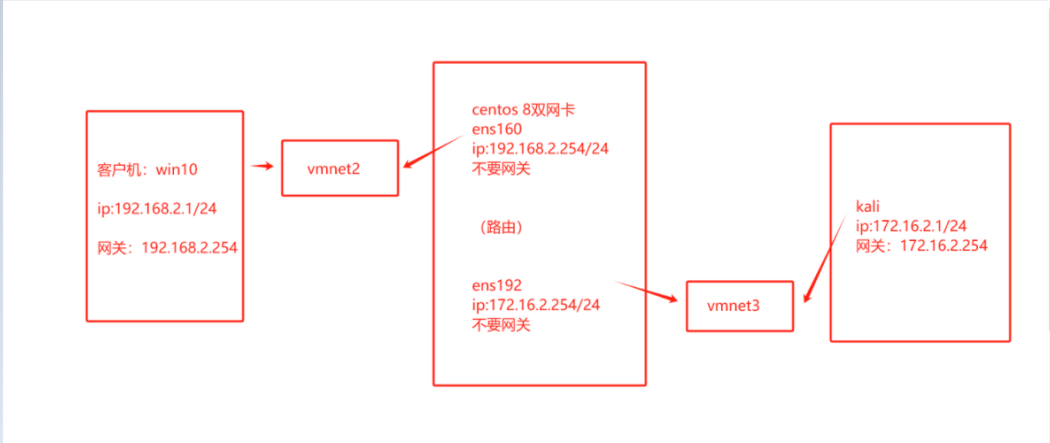 客户机：win10
ip:192.168.2.1/24
网关：192.168.2.254
vmnet2
centos 8双网卡
ens160
ip:192.168.2.254/24
不要网关
（路由）
ens192
ip:172.16.2.254/24
不要网关
vmnet3
kali
ip:172.16.2.1/24
网关：172.16.2.254